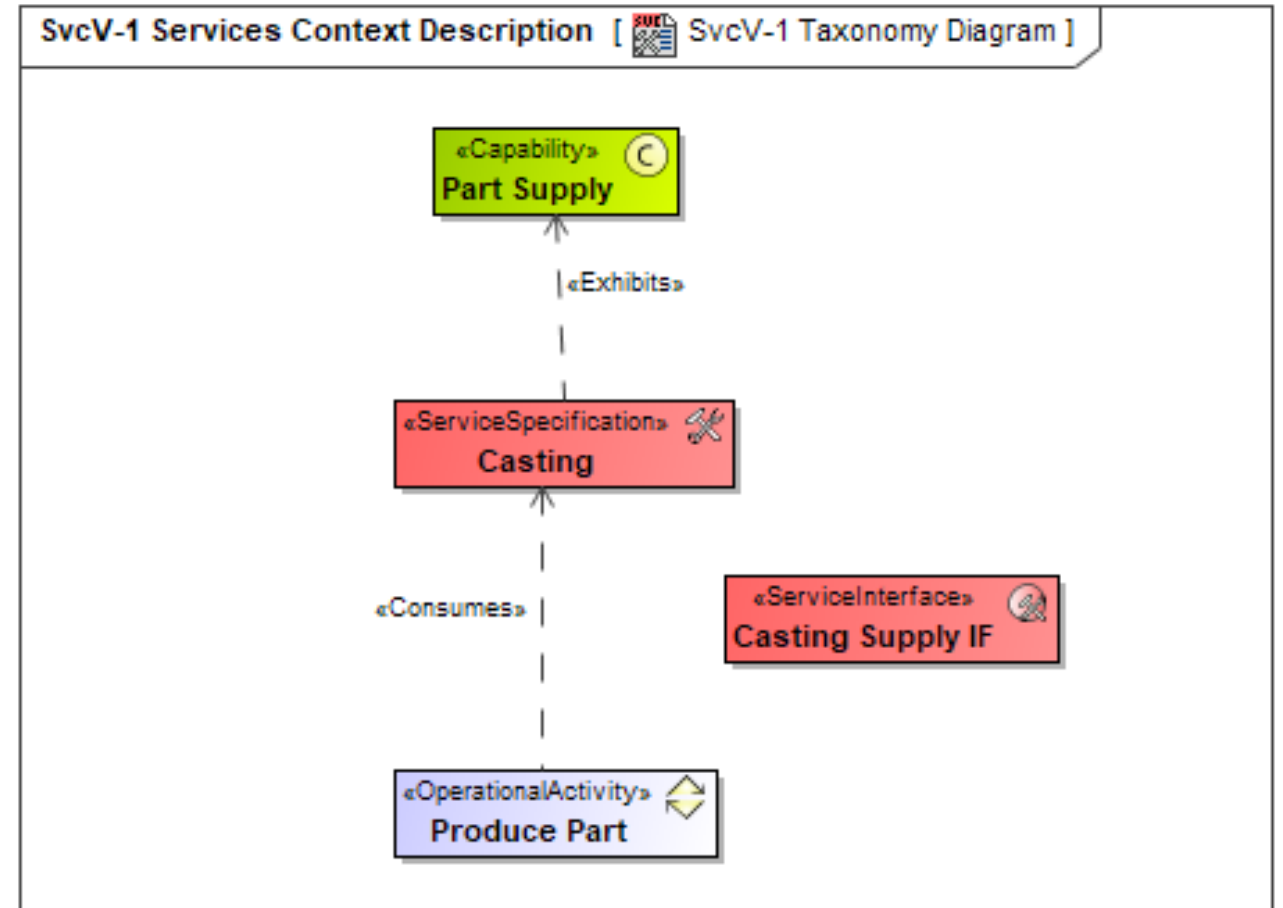 SvcV-1 Services Context Description [ SvcV-1 Taxonomy Diagram ]
«Capability» C
Part Supply
«Exhibits»
«ServiceSpecification»
Casting
«Consumes»
«ServiceInterface»
Casting Supply IF
«OperationalActivity»
Produce Part